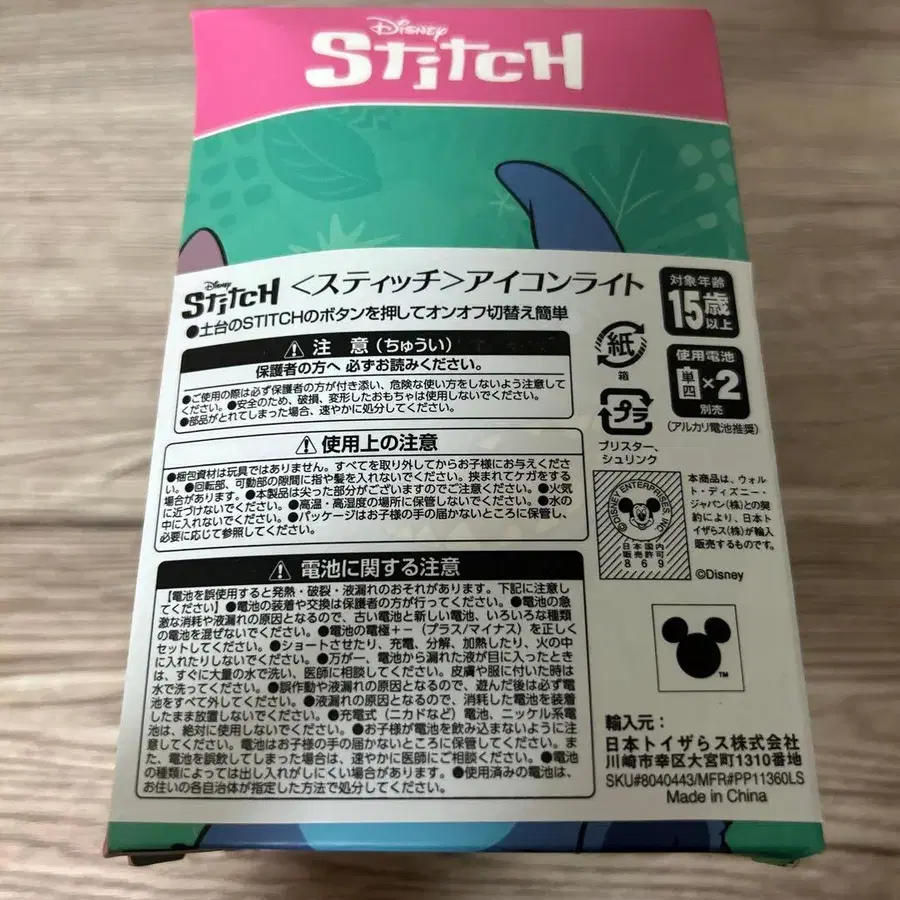 Disney
Stitch
Disney
Stitch
＜スティッチ＞アイコンライト
●土台のSTITCHのボタンを押してオンオフ切替え簡単
対象年齢
15歳
以上
注 意（ちゅうい）
保護者の方へ 必ずお読みください。
●ご使用の際は必ず保護者の方が付き添い、危険な使い方をしないよう注意して
ください。●安全のため、破損、変形したおもちゃは使用しないでください。
●部品がとれてしまった場合、速やかに処分してください。
紙
箱
使用電池
単四×2
別売
（アルカリ電池推奨）
プラ
ブリスター、
シュリンク
使用上の注意
●梱包資材は玩具ではありません。すべてを取り外してからお子様にお与えくださ
い。●回転部、可動部の隙間に指や髪を入れないでください。挟まれてケガをする
場合があります。●本製品は尖った部分がございますのでご注意ください。●火気
に近づけないでください。●高温・高湿度の場所に保管しないでください。●水の
中に入れないでください。●パッケージはお子様の手の届かないところに保管し、
必要に応じて参照してください。
©DISNEY ENTERPRISES, INC.
日本国内
販売許可
869
本商品は、ウォル
ト・ディズニー・
ジャパン(株)との契
約により、日本ト
イザらス(株)が輸入
販売するものです。
©Disney
電池に関する注意
【電池を誤使用すると発熱・破裂・液漏れのおそれがあります。下記に注意し
てください】●電池の装着や交換は保護者の方が行ってください。●電池の急
激な消耗や液漏れの原因となるので、古い電池と新しい電池、いろいろな種類
の電池を混ぜないでください。●電池の電極＋－（プラス/マイナス）を正しく
セットしてください。●ショートさせたり、充電、分解、加熱したり、火の中
に入れたりしないでください。●万が一、電池から漏れた液が目に入ったとき
は、すぐに大量の水で洗い、医師に相談してください。皮膚や服に付いた時は
水で洗ってください。●誤作動や液漏れの原因となるので、遊んだ後は必ず電
池をすべて外してください。●液漏れの原因となるので、消耗した電池を装着
したまま放置しないでください。●充電式（ニカドなど）電池、ニッケル系電
池は、絶対に使用しないでください。●お子様が電池を飲み込まないように注
意してください。電池はお子様の手の届かないところに保管してください。ま
た、電池を誤飲してしまった場合は、速やかに医師にご相談ください。●電池
の種類によっては出し入れがしにくい場合があります。●使用済みの電池は、
お住いの各自治体が指定した方法で処分してください。
TM
輸入元：
日本トイザらス株式会社
川崎市幸区大宮町1310番地
SKU#8040443/MFR#PP11360LS
Made in China